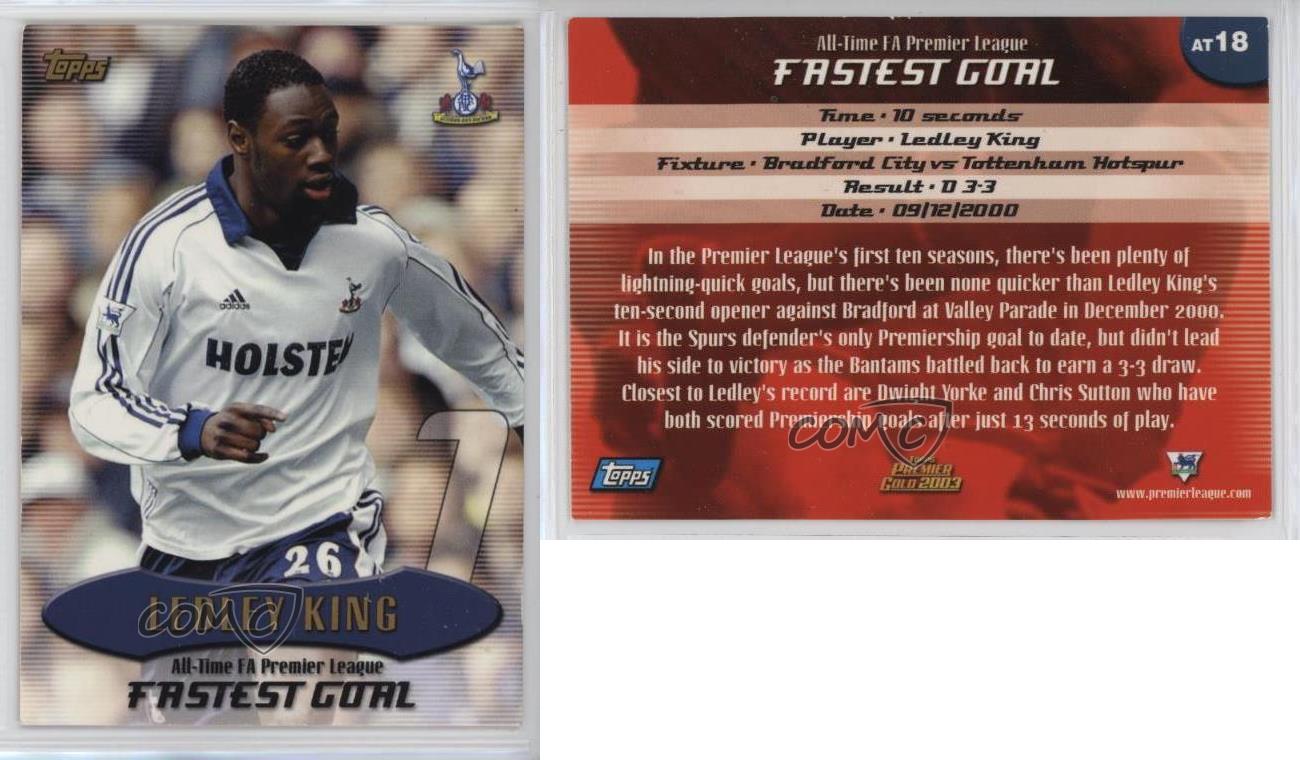 Topps
adidas
HOLSTEN
26
1
LEDLEY KING
COMC
All-Time FA Premier League
FASTEST GOAL
AT18
All-Time FA Premier League
FASTEST GOAL
Time · 10 seconds
Player · Ledley King
Fixture · Bradford City vs Tottenham Hotspur
Result · D 3-3
Date · 09/12/2000
In the Premier League's first ten seasons, there's been plenty of
lightning-quick goals, but there's been none quicker than Ledley King's
ten-second opener against Bradford at Valley Parade in December 2000.
It is the Spurs defender's only Premiership goal to date, but didn't lead
his side to victory as the Bantams battled back to earn a 3-3 draw.
Closest to Ledley's record are Dwight Yorke and Chris Sutton who have
both scored Premiership goals after just 13 seconds of play.
COMC
Topps
Topps
PREMIER
GOLD 2003
www.premierleague.com